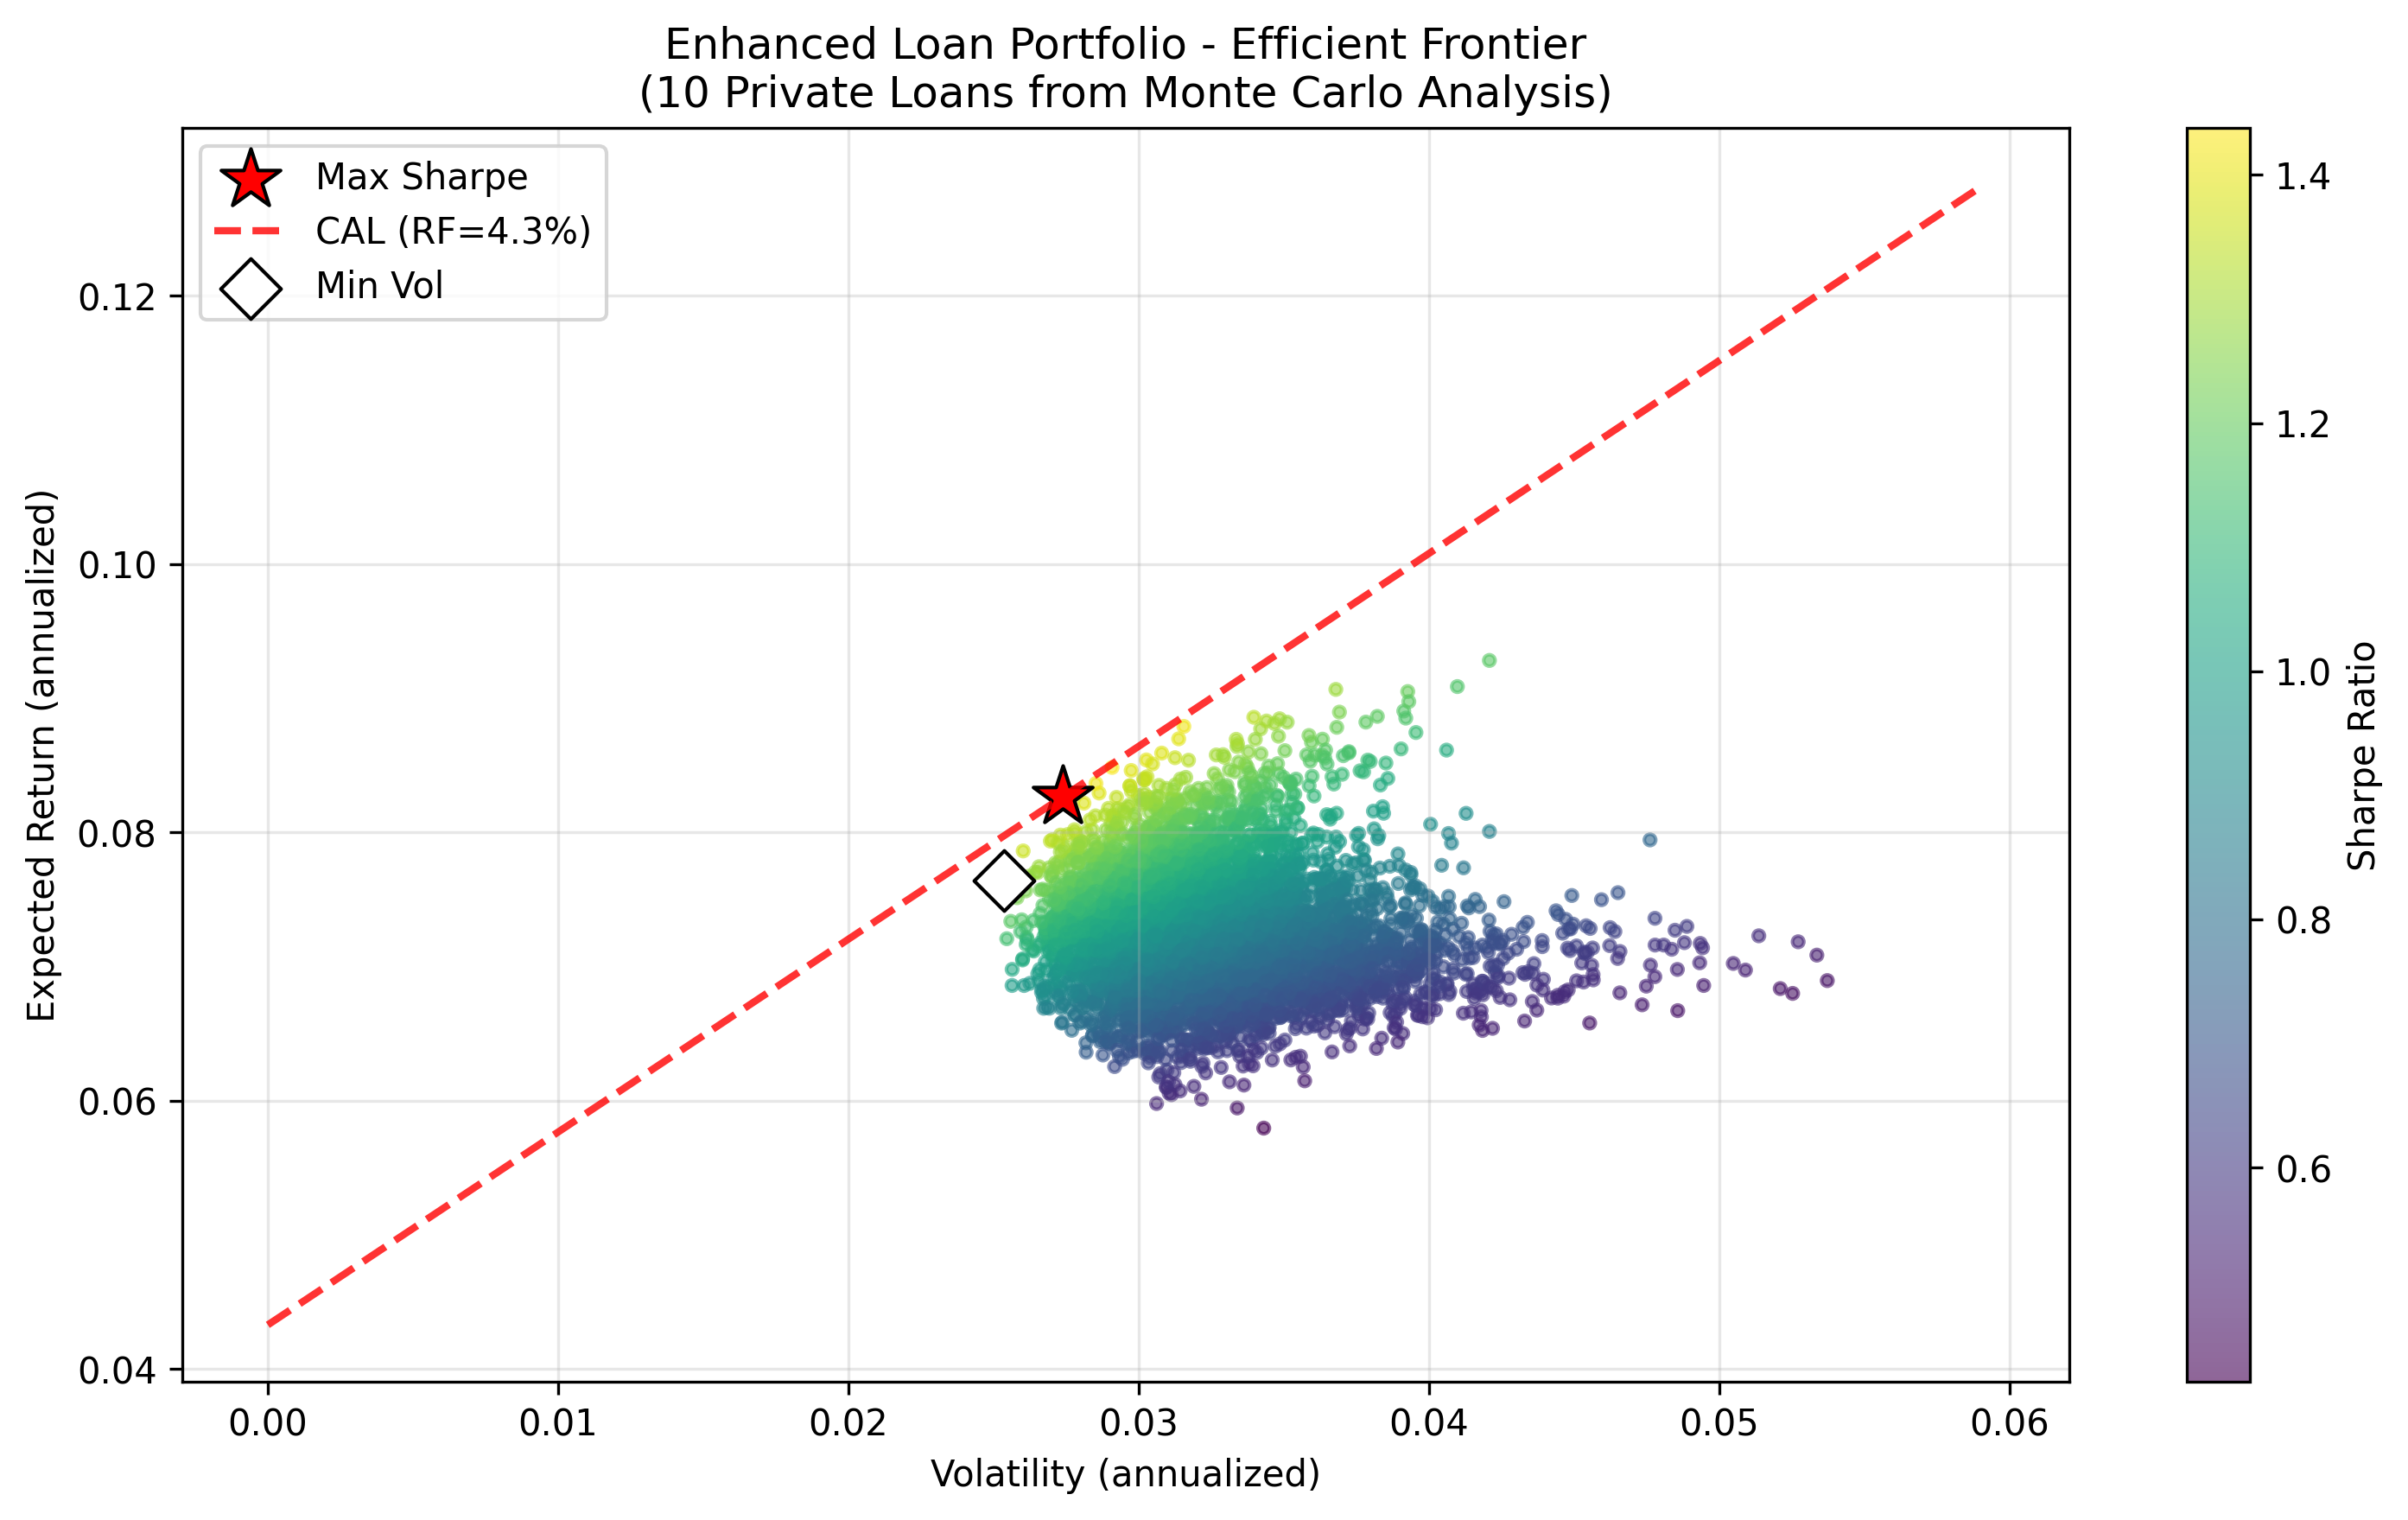 Enhanced Loan Portfolio - Efficient Frontier
(10 Private Loans from Monte Carlo Analysis)
Max Sharpe
CAL (RF=4.3%)
Min Vol
Expected Return (annualized)
0.12
0.10
0.08
0.06
0.04
0.00
0.01
0.02
0.03
0.04
0.05
0.06
Volatility (annualized)
1.4
1.2
1.0
0.8
0.6
Sharpe Ratio